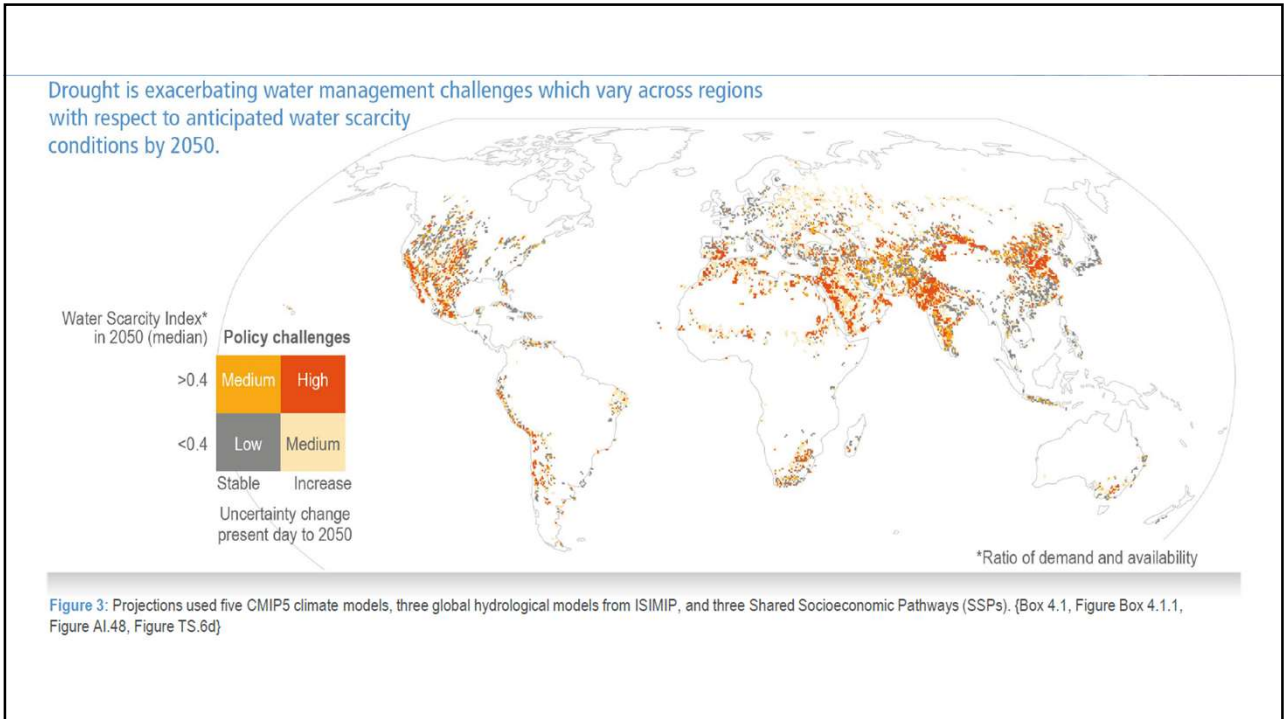 Drought is exacerbating water management challenges which vary across regions
with respect to anticipated water scarcity
conditions by 2050.
Water Scarcity Index*
in 2050 (median)
Policy challenges
>0.4
Medium
High
<0.4
Low
Medium
Stable
Increase
Uncertainty change
present day to 2050
*Ratio of demand and availability
Figure 3: Projections used five CMIP5 climate models, three global hydrological models from ISIMIP, and three Shared Socioeconomic Pathways (SSPs). {Box 4.1, Figure Box 4.1.1,
Figure AI.48, Figure TS.6d}